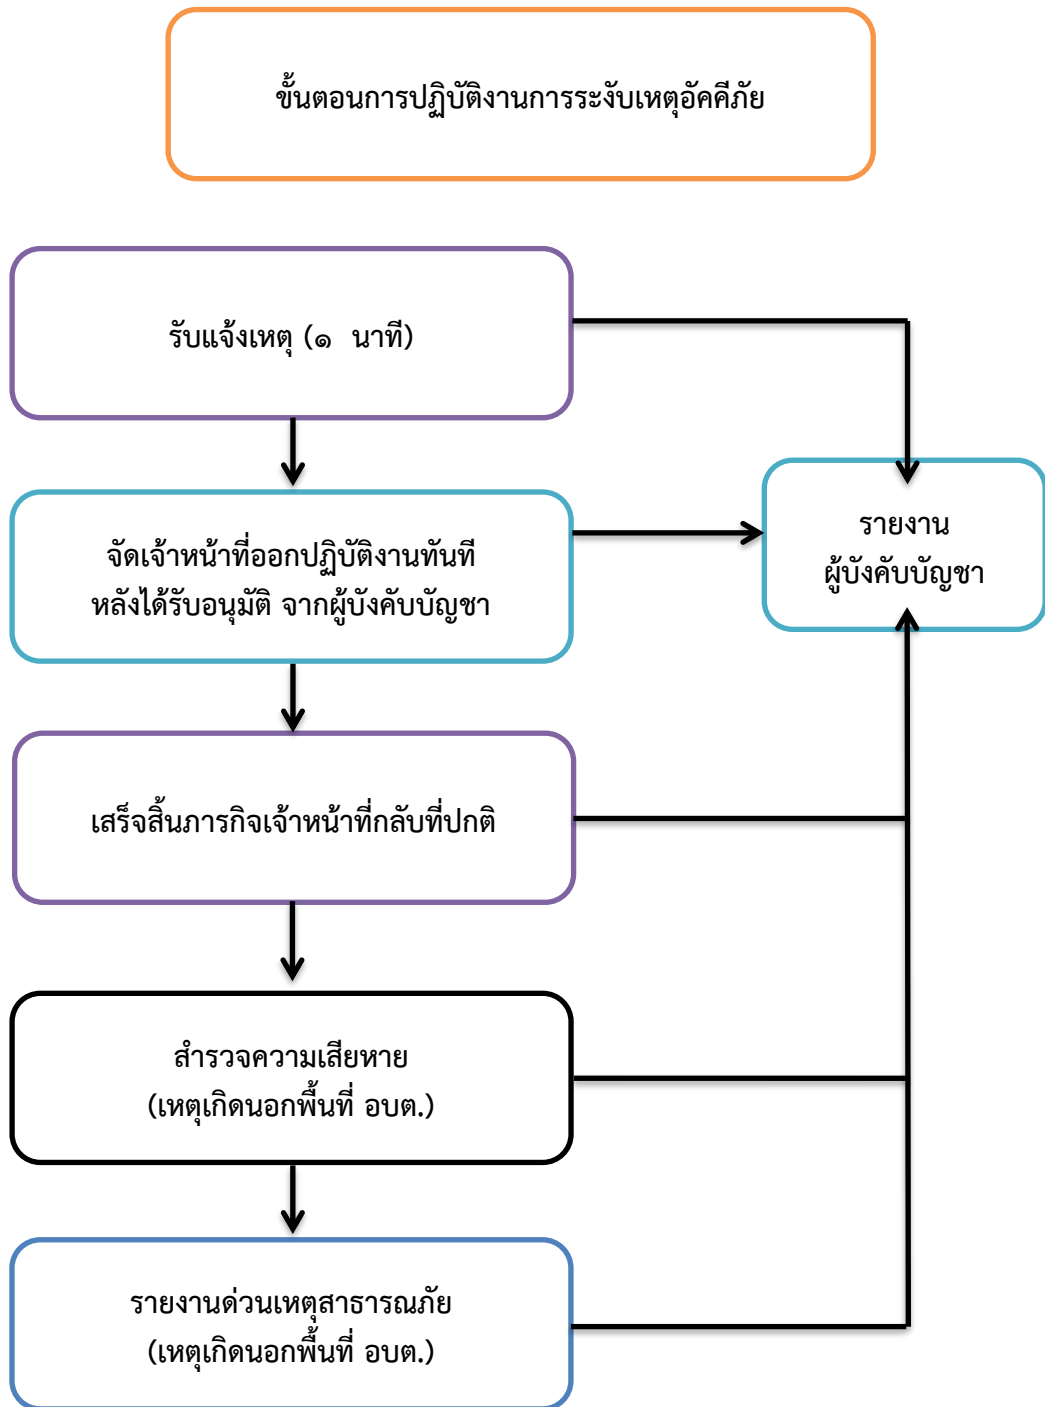 ขั้นตอนการปฏิบัติงานการระงับเหตุอัคคีภัย
รับแจ้งเหตุ (๑ นาที)
จัดเจ้าหน้าที่ออกปฏิบัติงานทันที
หลังได้รับอนุมัติ จากผู้บังคับบัญชา
รายงาน
ผู้บังคับบัญชา
เสร็จสิ้นภารกิจเจ้าหน้าที่กลับที่ปกติ
สำรวจความเสียหาย
(เหตุเกิดนอกพื้นที่ อบต.)
รายงานด่วนเหตุสาธารณภัย
(เหตุเกิดนอกพื้นที่ อบต.)